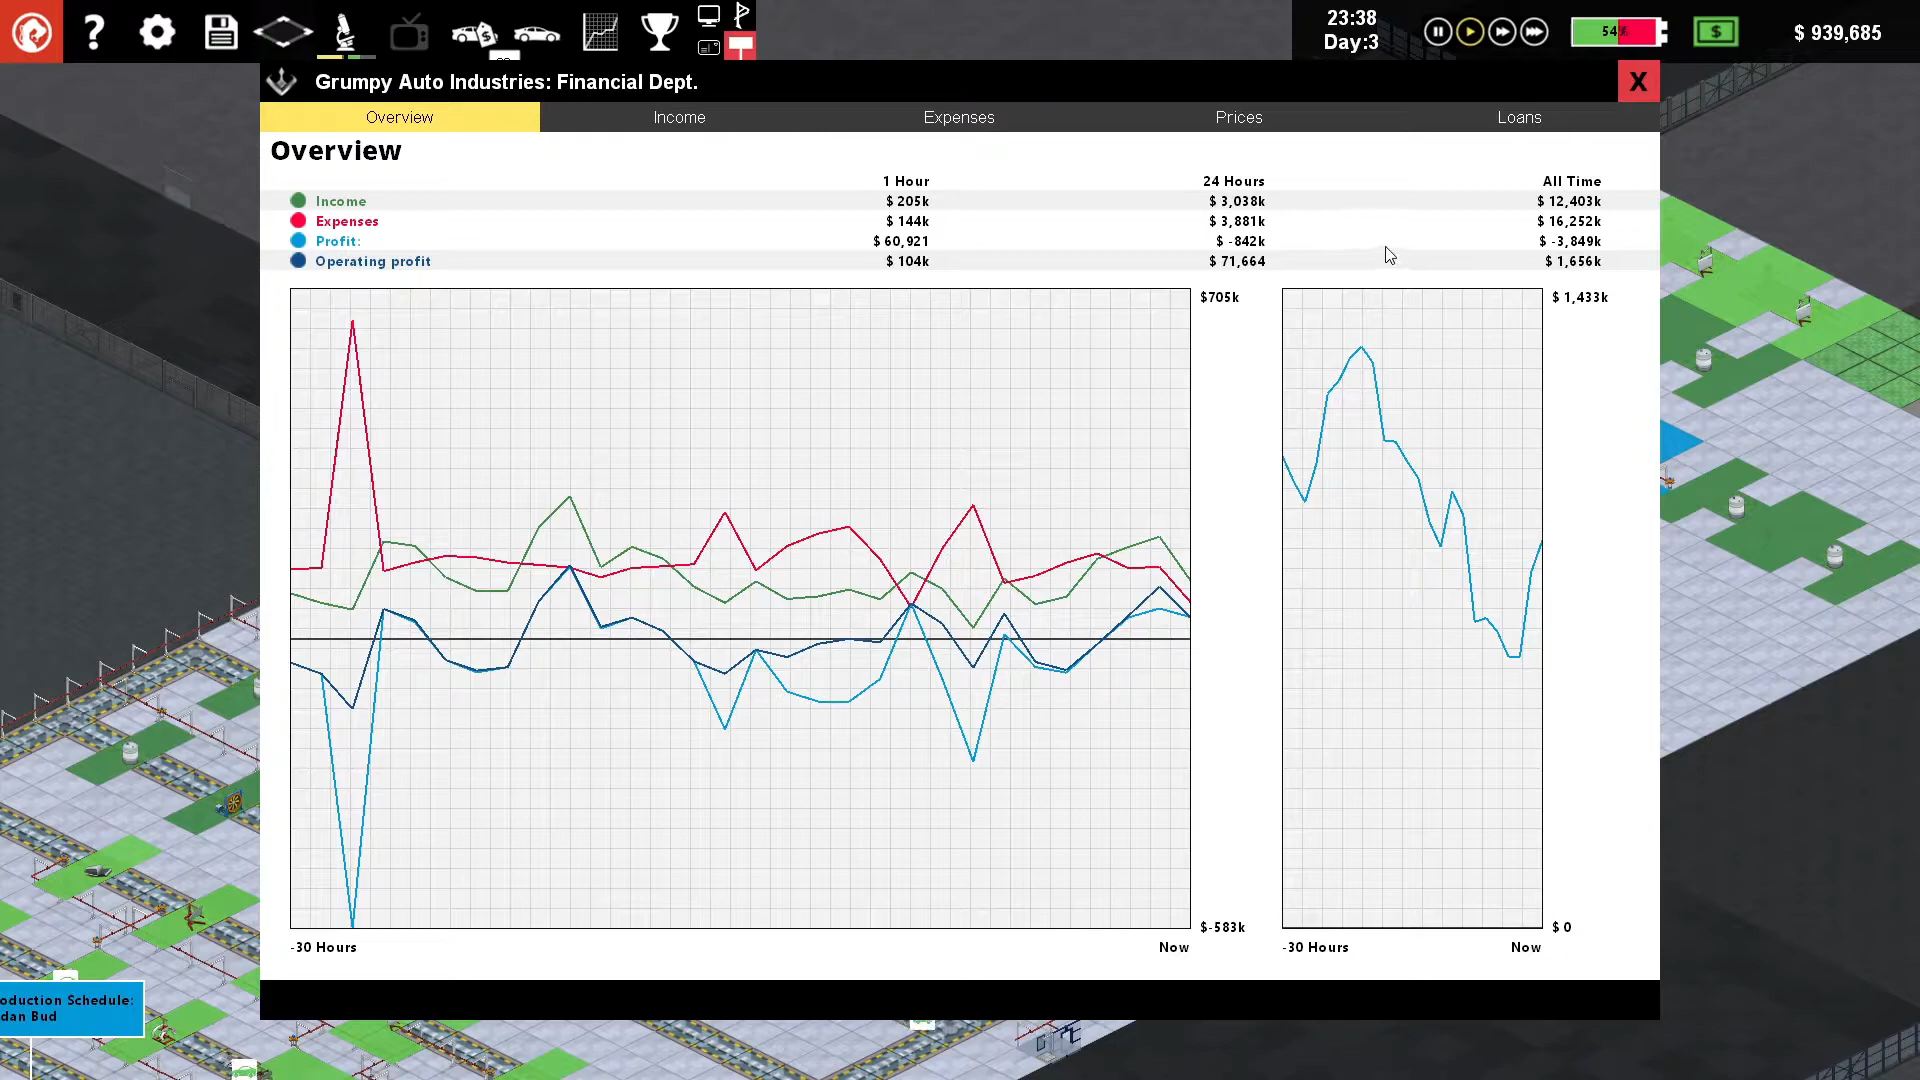 23:38
Day:3
54%
$
$ 939,685
Grumpy Auto Industries: Financial Dept.
X
Overview
Income
Expenses
Prices
Loans
Overview
1 Hour
24 Hours
All Time
Income
$ 205k
$ 3,038k
$ 12,403k
Expenses
$ 144k
$ 3,881k
$ 16,252k
Profit:
$ 60,921
$ -842k
$ -3,849k
Operating profit
$ 104k
$ 71,664
$ 1,656k
$705k
$ 1,433k
$-583k
$ 0
-30 Hours
Now
-30 Hours
Now
oduction Schedule:
dan Bud